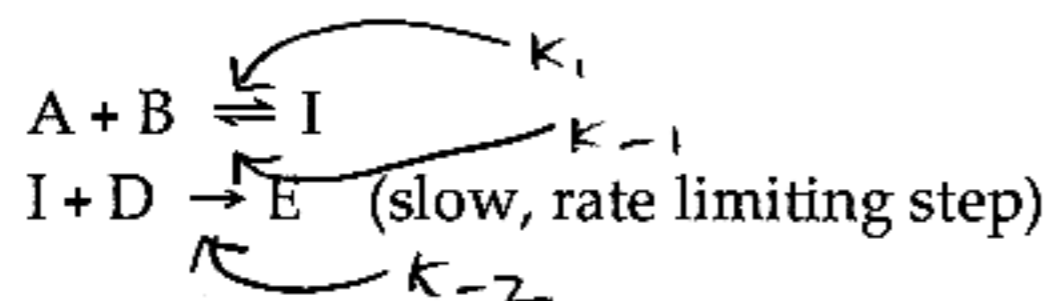 K₁
A + B ⇌ I
K-1
I + D → E (slow, rate limiting step)
K-2